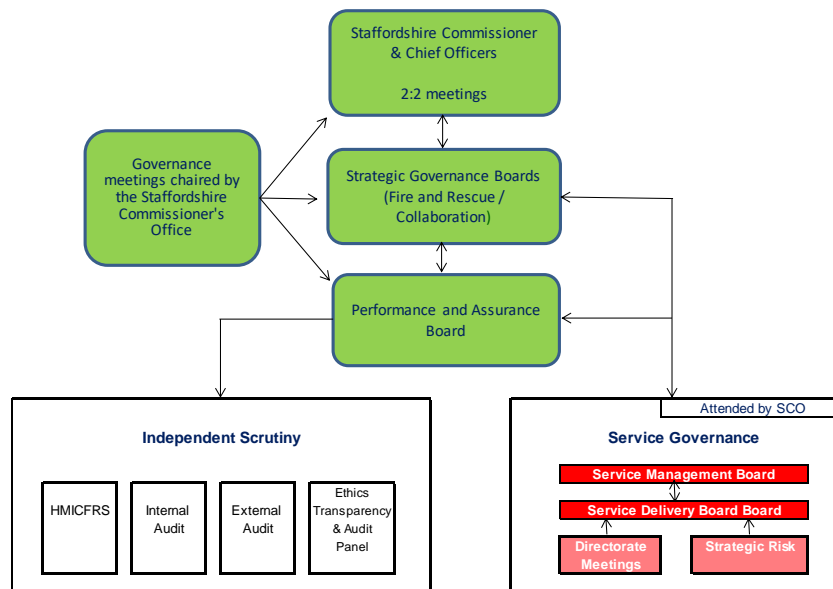 Staffordshire Commissioner
& Chief Officers
2:2 meetings
Governance
meetings chaired by
the Staffordshire
Commissioner's
Office
Strategic Governance Boards
(Fire and Rescue /
Collaboration)
Performance and Assurance
Board
Independent Scrutiny
HMICFRS
Internal
Audit
External
Audit
Ethics
Transparency
& Audit
Panel
Attended by SCO
Service Governance
Service Management Board
Service Delivery Board Board
Directorate
Meetings
Strategic Risk